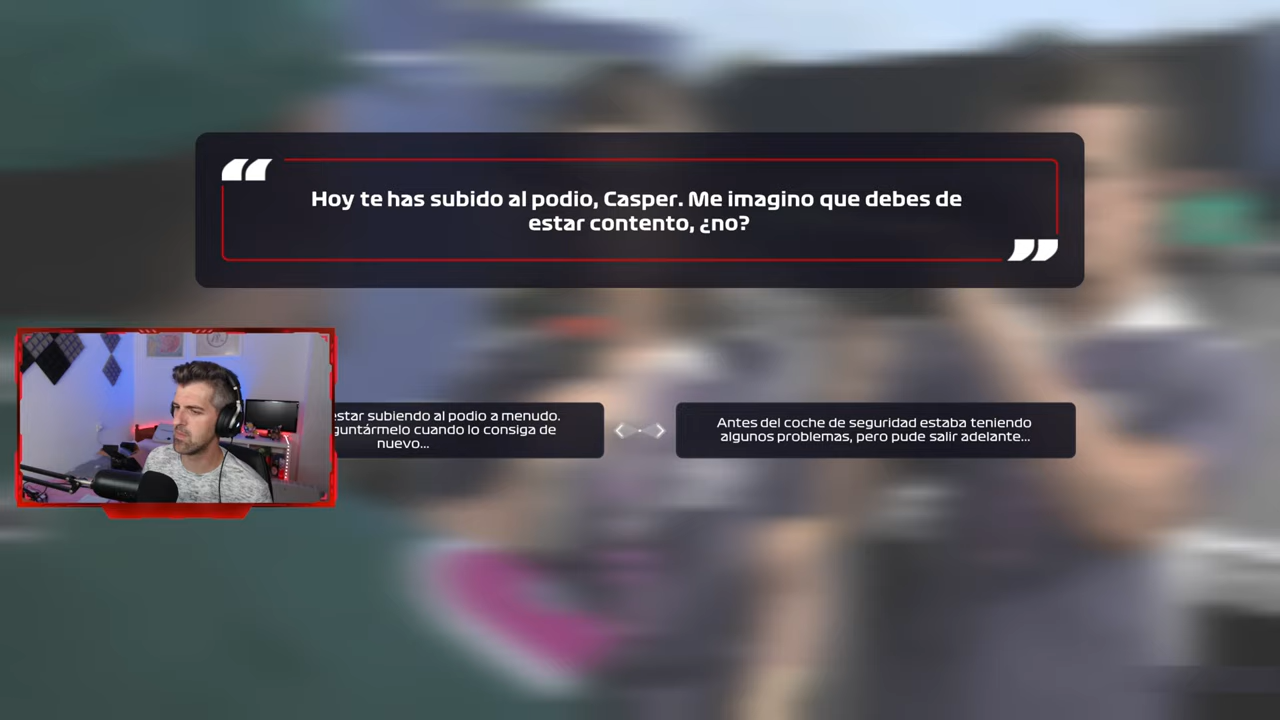 Hoy te has subido al podio, Casper. Me imagino que debes de
estar contento, ¿no?
estar subiendo al podio a menudo.
cuando lo consiga de
nuevo...
Antes del coche de seguridad estaba teniendo
algunos problemas, pero pude salir adelante...